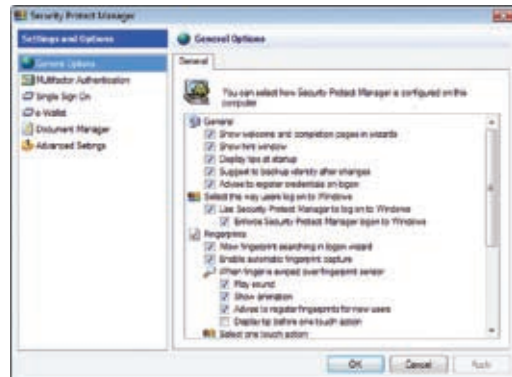 Security Protect Manager
Settings and Options
General Options
Multifactor Authentication
Single Sign On
e-Wallet
Document Manager
Advanced Settings
General Options
General
You can select how Security Protect Manager is configured on this
computer
General
Show welcome and completion pages in wizards
Show hint window
Display tips at startup
Suggest to backup identity after changes
Advise to register credentials on logon
Select the way users log on to Windows
Use Security Protect Manager to log on to Windows
Enforce Security Protect Manager logon to Windows
Fingerprints
Allow fingerprint searching in logon wizard
Enable automatic fingerprint capture
When finger is swiped over fingerprint sensor
Play sound
Show animation
Advise to register fingerprints for new users
Display tip before one touch action
Select one touch action
OK
Cancel
Apply